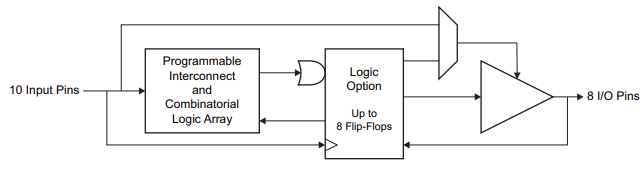 10 Input Pins
Programmable
Interconnect
and
Combinatorial
Logic Array
Logic
Option
Up to
8 Flip-Flops
8 I/O Pins